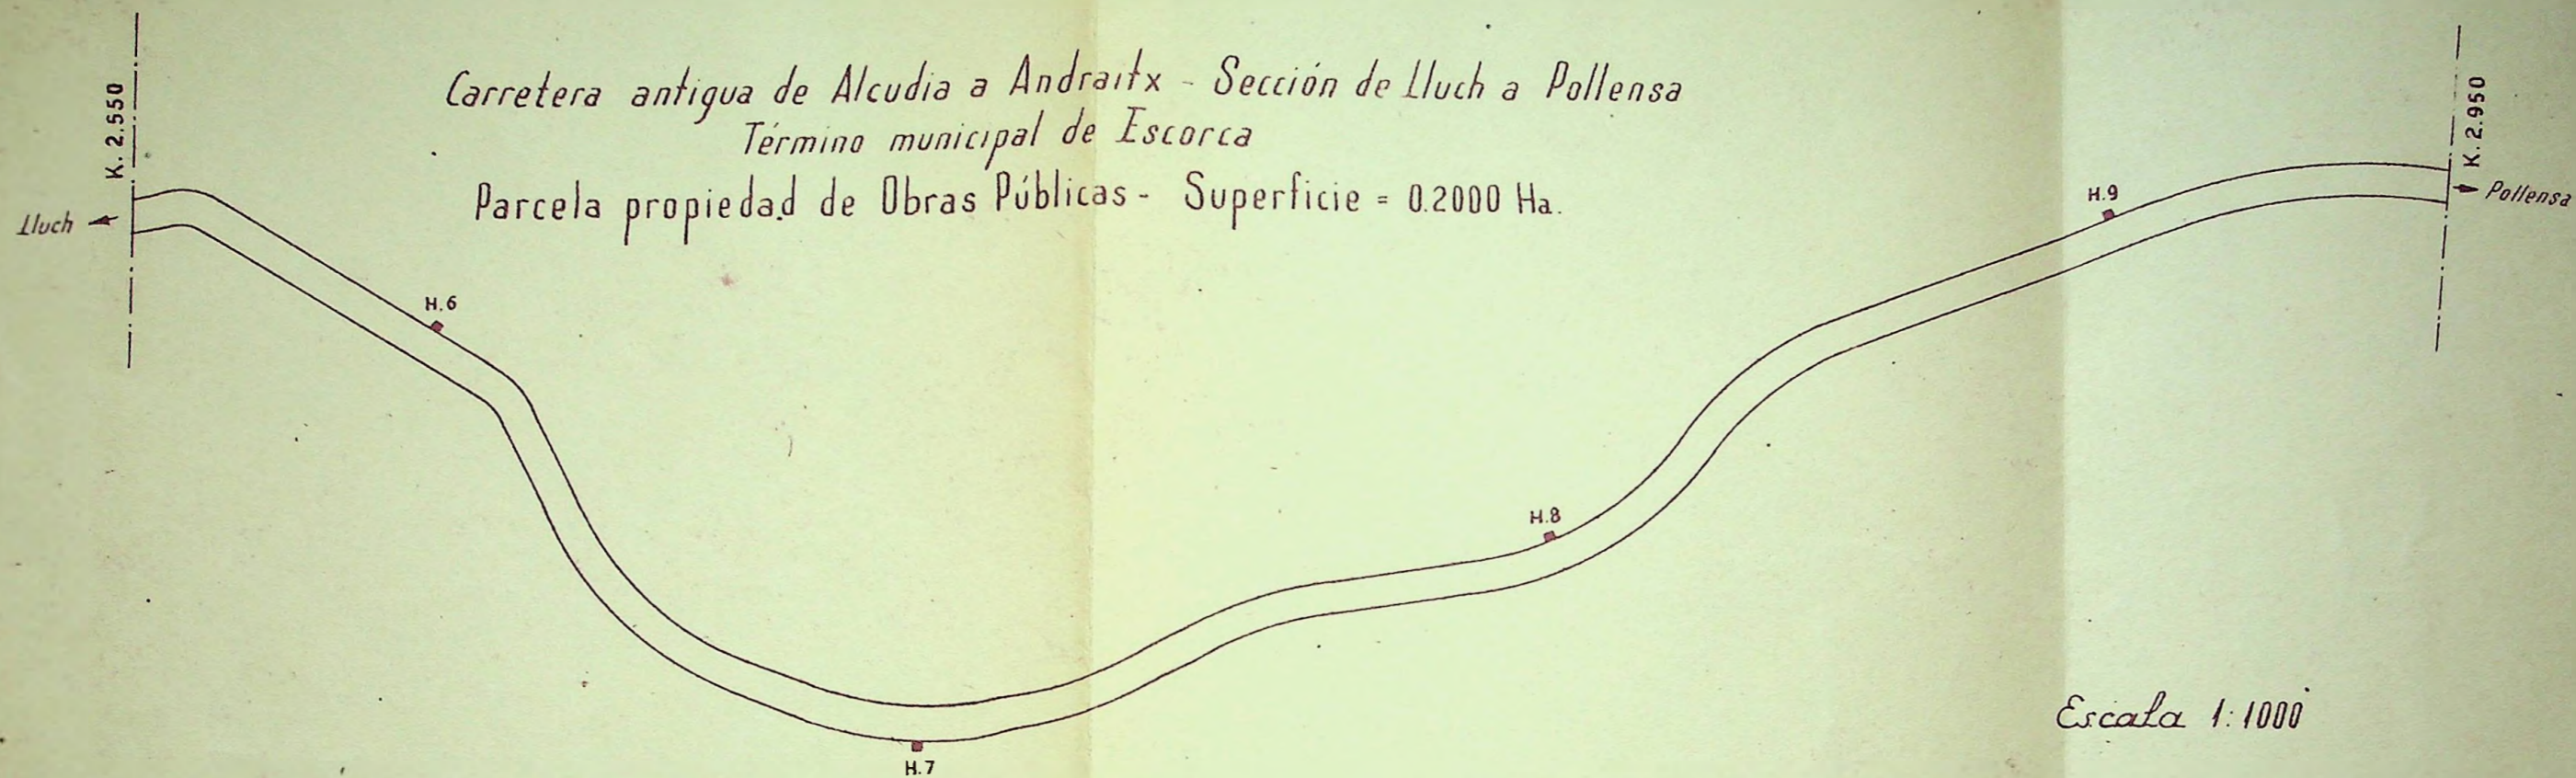 Carretera antigua de Alcudia a Andraitx - Sección de Lluch a Pollensa
Término municipal de Escorca
Parcela propiedad de Obras Públicas - Superficie = 0.2000 Ha.
K. 2.550
Lluch
H.6
H.7
H.8
H.9
K. 2.950
Pollensa
Escala 1:1000